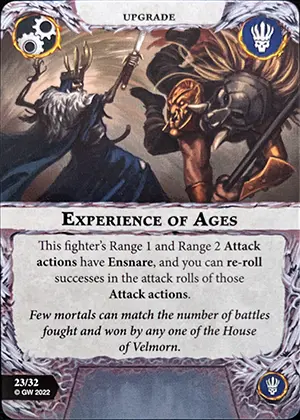 UPGRADE
EXPERIENCE OF AGES
This fighter's Range 1 and Range 2 Attack
actions have Ensnare, and you can re-roll
successes in the attack rolls of those
Attack actions.
Few mortals can match the number of battles
fought and won by any one of the House
of Velmorn.
23/32
© GW 2022